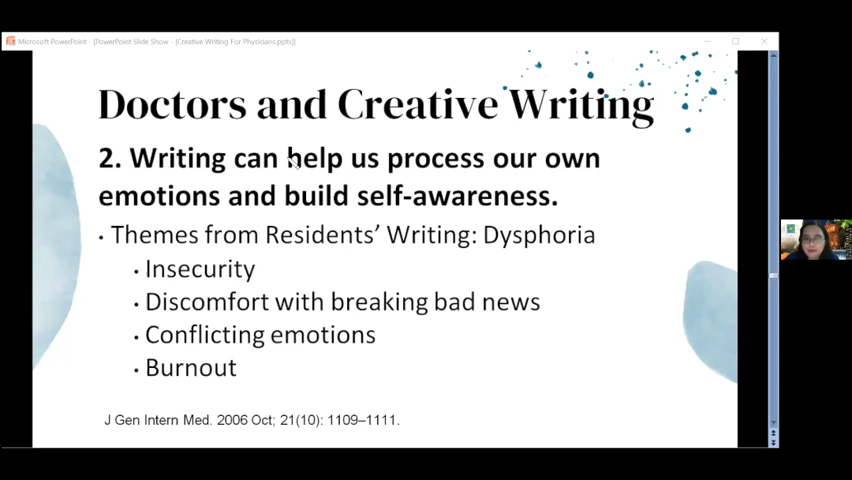 Microsoft PowerPoint - [PowerPoint Slide Show - [Creative Writing For Physicians.pptx]
Doctors and Creative Writing
2. Writing can help us process our own
emotions and build self-awareness.
• Themes from Residents' Writing: Dysphoria
• Insecurity
• Discomfort with breaking bad news
• Conflicting emotions
• Burnout
J Gen Intern Med. 2006 Oct; 21(10): 1109–1111.